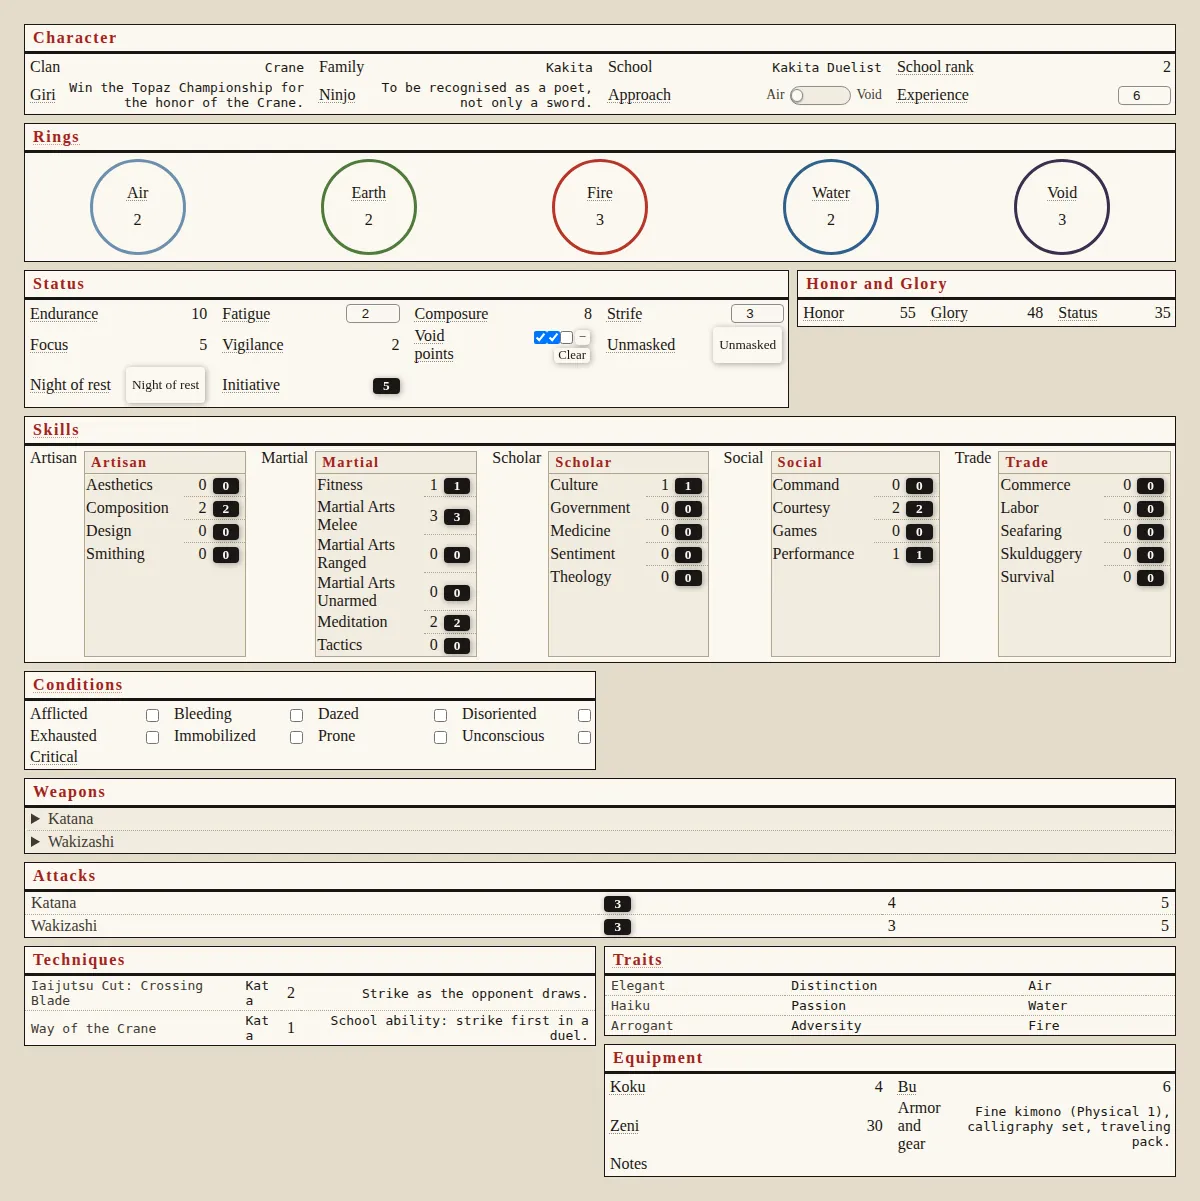 Character
Clan Crane Family Kakita School Kakita Duelist School rank 2
Giri Win the Topaz Championship for the honor of the Crane. Ninjo To be recognised as a poet, not only a sword. Approach Air Void Experience 6
Rings
Air Earth Fire Water Void
2 2 3 2 3
Status Honor and Glory
Endurance 10 Fatigue 2 Composure 8 Strife 3 Honor 55 Glory 48 Status 35
Focus 5 Vigilance 2 Void points − Clear Unmasked Unmasked
Night of rest Night of rest Initiative 5
Skills
Artisan Artisan Martial Martial Scholar Scholar Social Social Trade Trade
Aesthetics 0 0 Fitness 1 1 Culture 1 1 Command 0 0 Commerce 0 0
Composition 2 2 Martial Arts Melee 3 3 Government 0 0 Courtesy 2 2 Labor 0 0
Design 0 0 Martial Arts Ranged 0 0 Medicine 0 0 Games 0 0 Seafaring 0 0
Smithing 0 0 Martial Arts Unarmed 0 0 Sentiment 0 0 Performance 1 1 Skulduggery 0 0
Meditation 2 2 Theology 0 0 Survival 0 0
Tactics 0 0
Conditions
Afflicted Bleeding Dazed Disoriented
Exhausted Immobilized Prone Unconscious
Critical
Weapons
Katana
Wakizashi
Attacks
Katana 3 4 5
Wakizashi 3 3 5
Techniques
Iaijutsu Cut: Crossing Blade Kata 2 Strike as the opponent draws.
Way of the Crane Kata 1 School ability: strike first in a duel.
Traits
Elegant Distinction Air
Haiku Passion Water
Arrogant Adversity Fire
Equipment
Koku 4 Bu 6
Zeni 30 Armor and gear Fine kimono (Physical 1), calligraphy set, traveling pack.
Notes